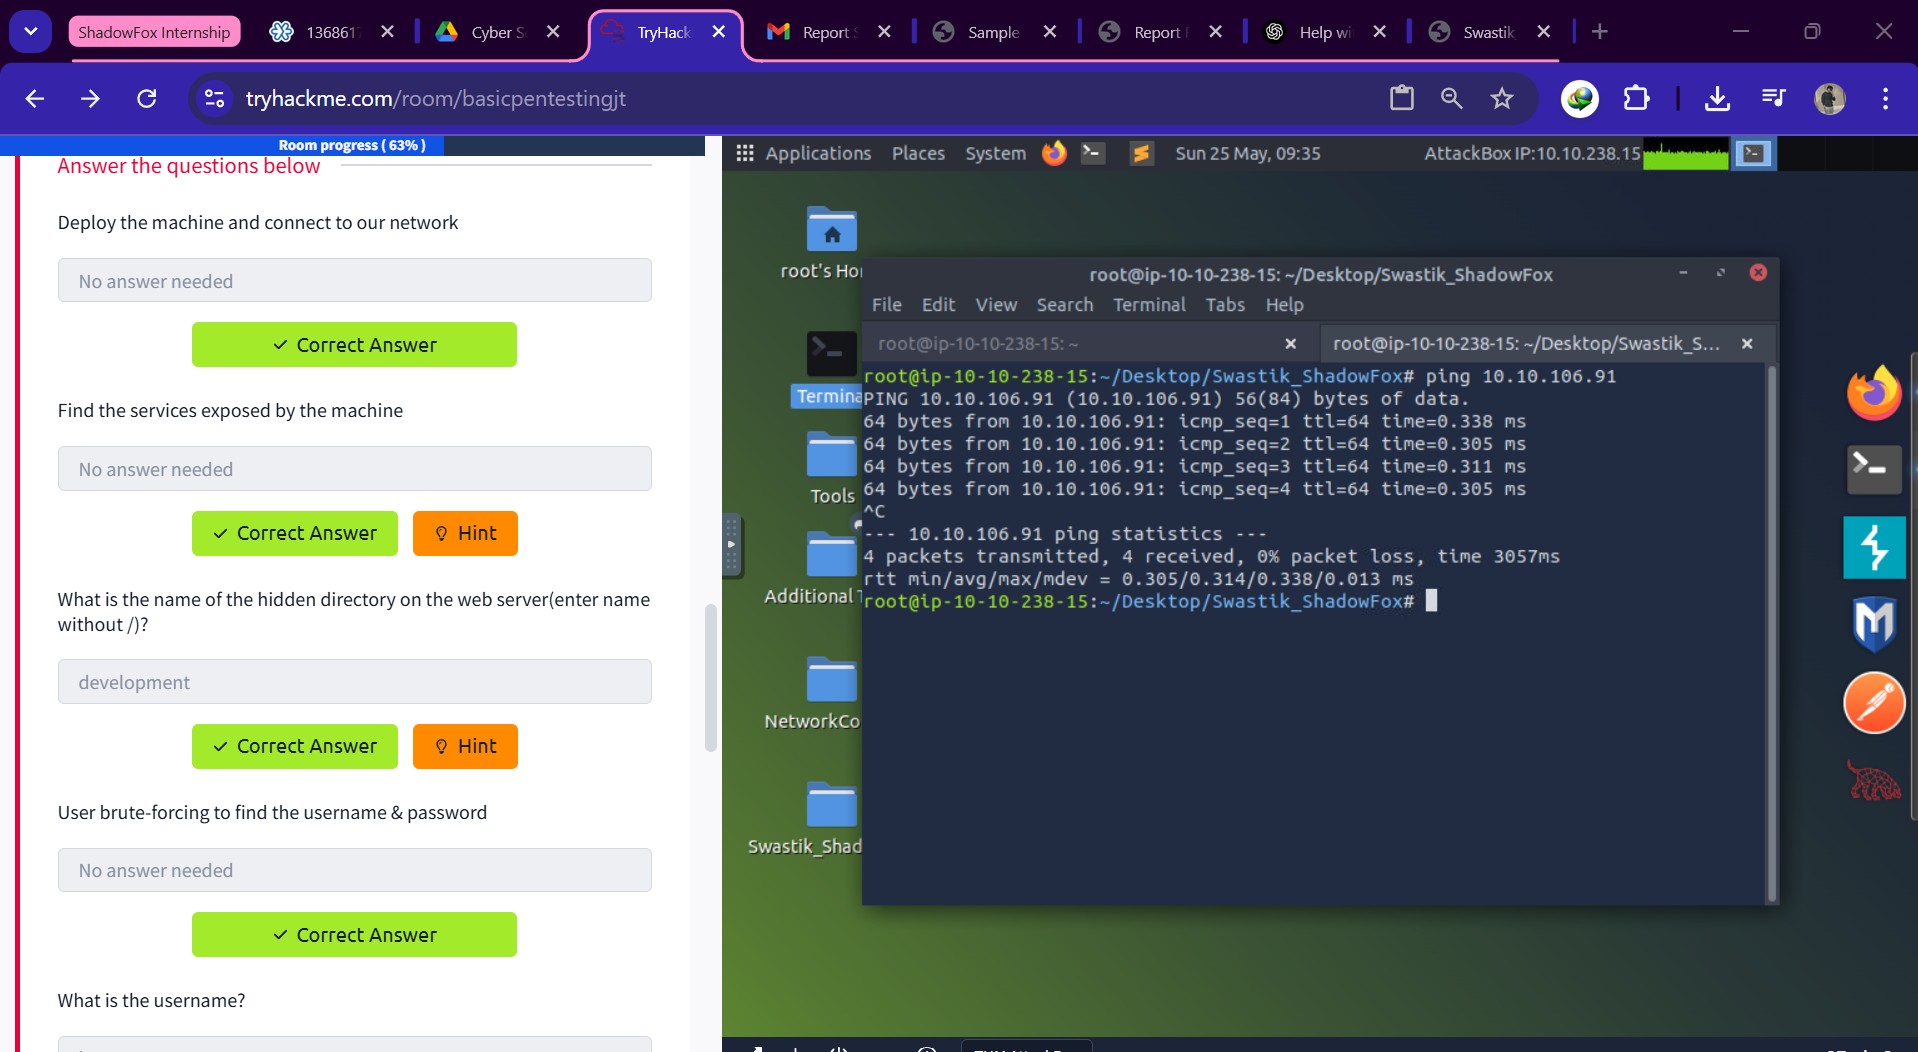 ShadowFox Internship
136861
Cyber S
TryHack
Report S
Sample
Report F
Help wi
Swastik
tryhackme.com/room/basicpentestingjt
Room progress ( 63% )
Answer the questions below
Deploy the machine and connect to our network
No answer needed
Correct Answer
Find the services exposed by the machine
No answer needed
Correct Answer
Hint
What is the name of the hidden directory on the web server(enter name
without /)?
development
Correct Answer
Hint
User brute-forcing to find the username & password
No answer needed
Correct Answer
What is the username?
Applications Places System
Sun 25 May, 09:35
AttackBox IP:10.10.238.15
root's Ho
Termina
Tools
Additional T
NetworkCo
Swastik_Shad
root@ip-10-10-238-15: ~/Desktop/Swastik_ShadowFox
File Edit View Search Terminal Tabs Help
root@ip-10-10-238-15: ~
root@ip-10-10-238-15: ~/Desktop/Swastik_S...
root@ip-10-10-238-15:~/Desktop/Swastik_ShadowFox# ping 10.10.106.91
PING 10.10.106.91 (10.10.106.91) 56(84) bytes of data.
64 bytes from 10.10.106.91: icmp_seq=1 ttl=64 time=0.338 ms
64 bytes from 10.10.106.91: icmp_seq=2 ttl=64 time=0.305 ms
64 bytes from 10.10.106.91: icmp_seq=3 ttl=64 time=0.311 ms
64 bytes from 10.10.106.91: icmp_seq=4 ttl=64 time=0.305 ms
^C
--- 10.10.106.91 ping statistics ---
4 packets transmitted, 4 received, 0% packet loss, time 3057ms
rtt min/avg/max/mdev = 0.305/0.314/0.338/0.013 ms
root@ip-10-10-238-15:~/Desktop/Swastik_ShadowFox#